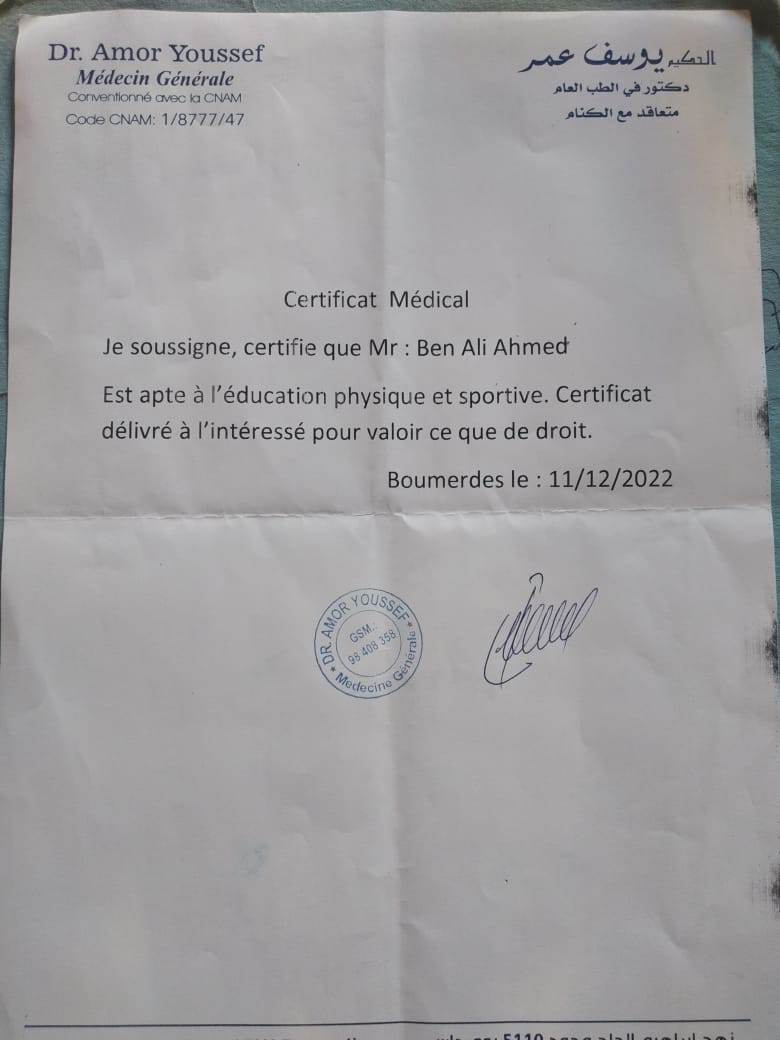 Dr. Amor Youssef
Médecin Générale
Conventionné avec la CNAM
Code CNAM: 1/8777/47
الحكيم يوسف عمر
دكتور في الطب العام
متعاقد مع الكنام
Certificat Médical
Je soussigne, certifie que Mr : Ben Ali Ahmed
Est apte à l'éducation physique et sportive. Certificat
délivré à l'intéressé pour valoir ce que de droit.
Boumerdes le : 11/12/2022
DR. AMOR YOUSSEF
GSM.:
98 408 358
* Medecine Générale *
5110